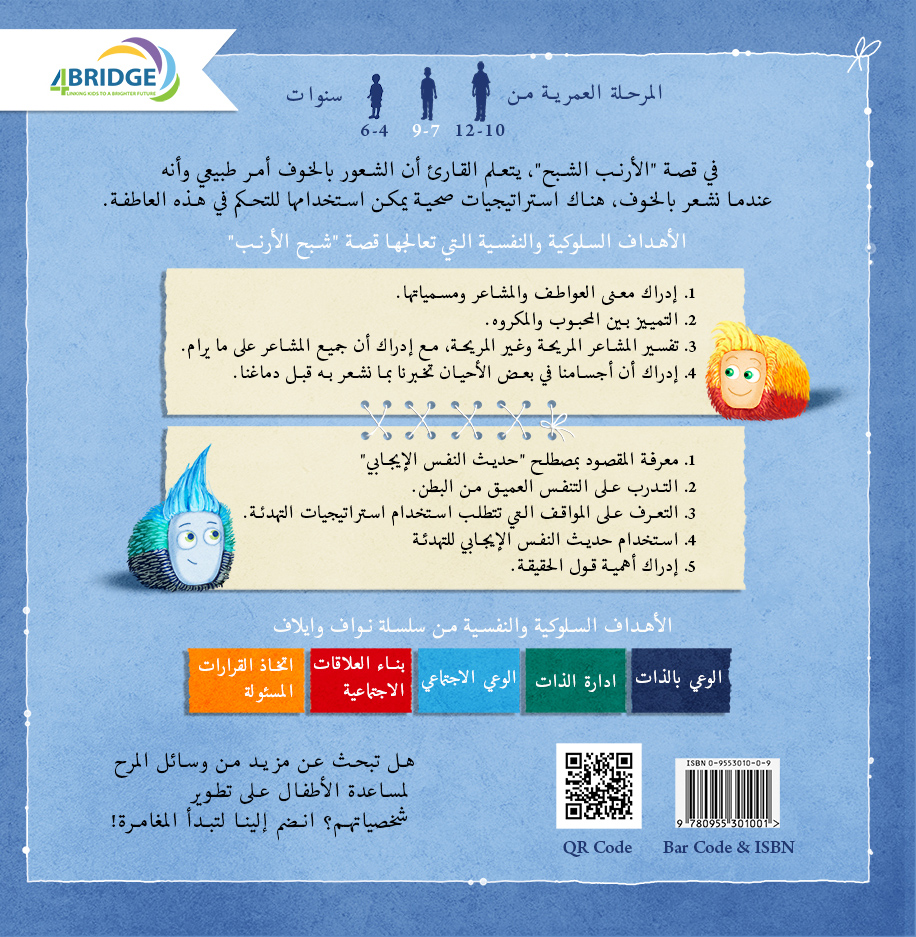 4BRIDGE
LINKING KIDS TO A BRIGHTER FUTURE
المرحلة العمرية من سنوات
6-4 9-7 12-10
في قصة "الأرنب الشبح"، يتعلم القارئ أن الشعور بالخوف أمر طبيعي وأنه
عندما نشعر بالخوف، هناك استراتيجيات صحية يمكن استخدامها للتحكم في هذه العاطفة.
الأهداف السلوكية والنفسية التي تعالجها قصة "شبح الأرنب"
1. إدراك معنى العواطف والمشاعر ومسمياتها.
2. التمييز بين المحبوب والمكروه.
3. تفسير المشاعر المريحة وغير المريحة، مع إدراك أن جميع المشاعر على ما يرام.
4. إدراك أن أجسامنا في بعض الأحيان تخبرنا بما نشعر به قبل دماغنا.
1. معرفة المقصود بمصطلح "حديث النفس الإيجابي"
2. التدرب على التنفس العميق من البطن.
3. التعرف على المواقف التي تتطلب استخدام استراتيجيات التهدئة.
4. استخدام حديث النفس الإيجابي للتهدئة
5. إدراك أهمية قول الحقيقة.
الأهداف السلوكية والنفسية من سلسلة نواف وايلاف
الوعي بالذات
ادارة الذات
الوعي الاجتماعي
بناء العلاقات
الاجتماعية
اتخاذ القرارات
المسئولة
هل تبحث عن مزيد من وسائل المرح
لمساعدة الأطفال على تطوير
شخصياتهم؟ انضم إلينا لتبدأ المغامرة!
QR Code
ISBN 0-9553010-0-9
9 780955 301001 >
Bar Code & ISBN